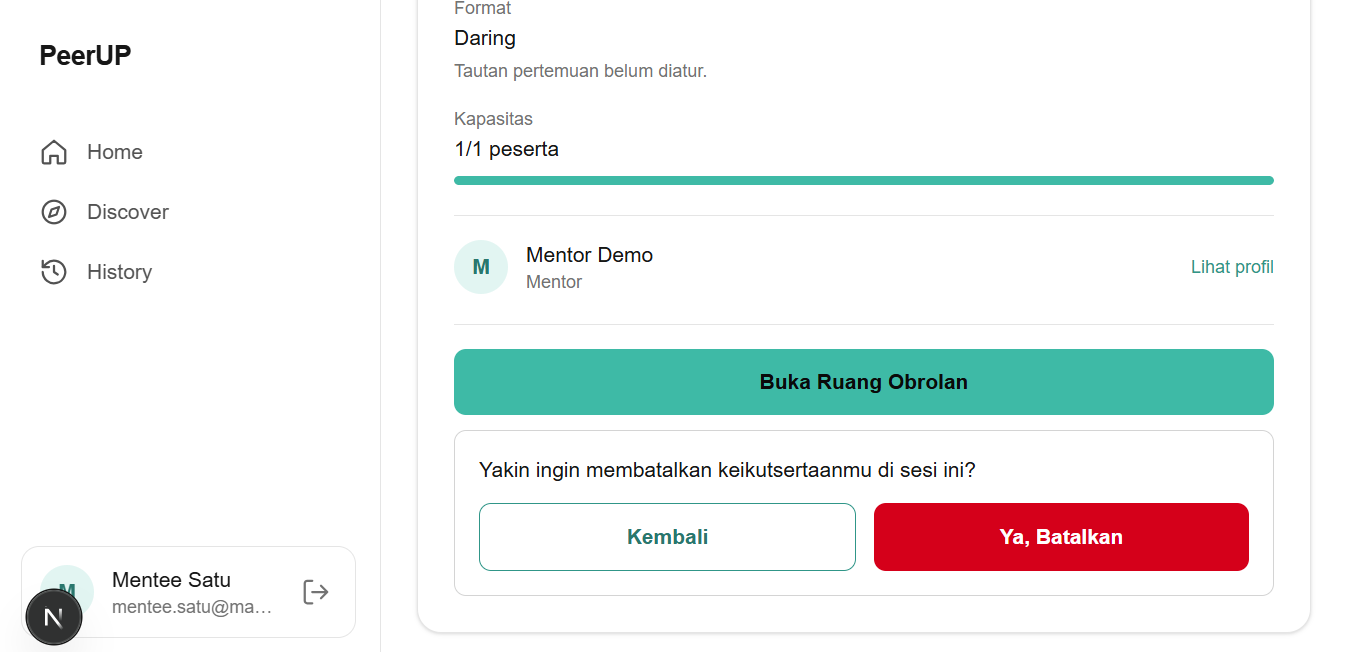 PeerUP
Home
Discover
History
M
Mentee Satu
mentee.satu@ma...
N
Format
Daring
Tautan pertemuan belum diatur.
Kapasitas
1/1 peserta
M
Mentor Demo
Mentor
Lihat profil
Buka Ruang Obrolan
Yakin ingin membatalkan keikutsertaanmu di sesi ini?
Kembali
Ya, Batalkan